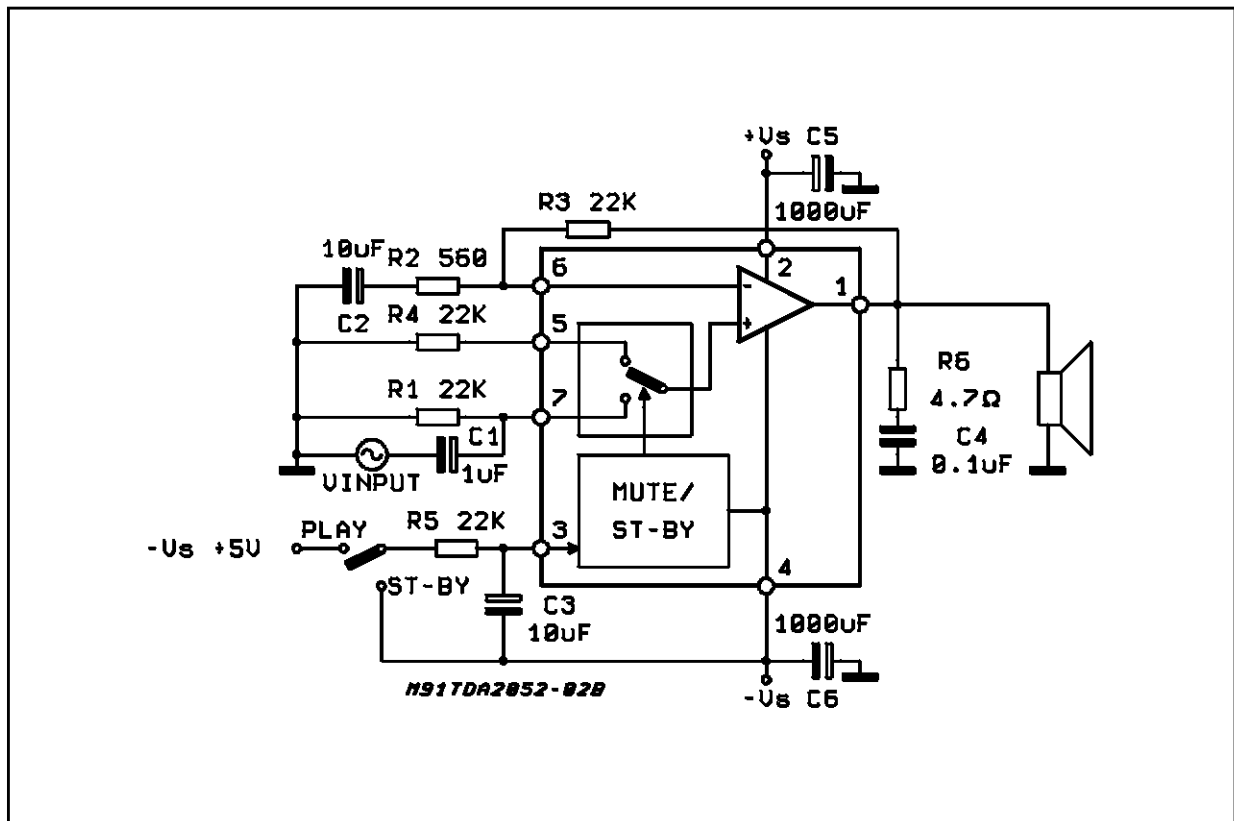 +Vs C5
1000uF
R3 22K
10uF
R2 560
6
2
1
C2
R4 22K
5
-
+
R1 22K
7
R6
4.7Ω
C1
1uF
C4
0.1uF
VINPUT
MUTE/
ST-BY
PLAY
R5 22K
3
-Vs +5V
ST-BY
4
C3
10uF
1000uF
-Vs C6
M91TDA2052-02B